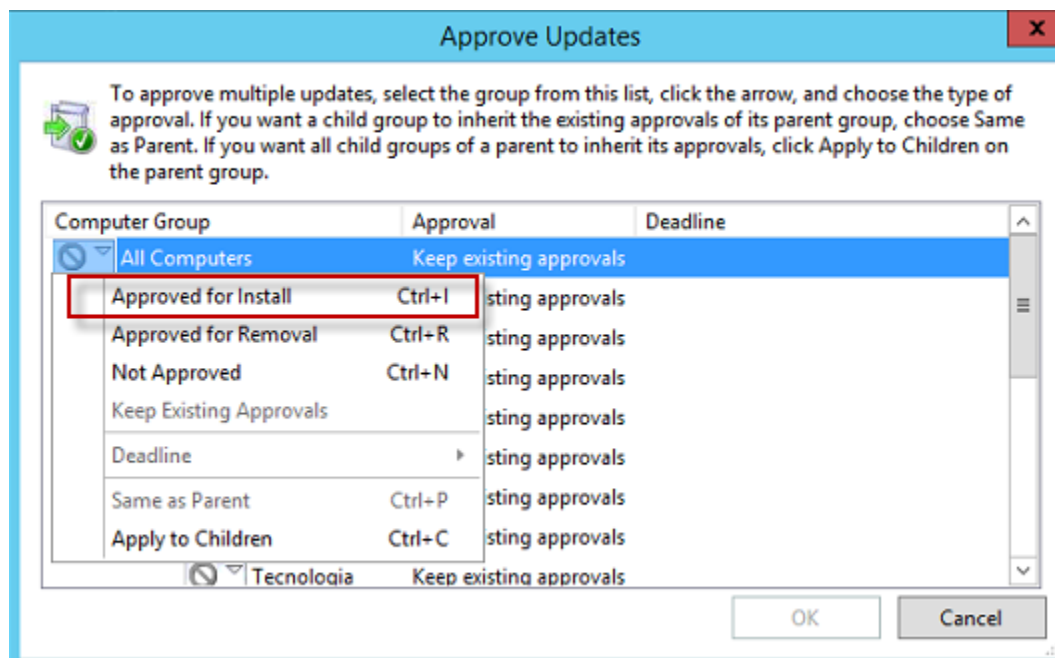 Approve Updates
x
To approve multiple updates, select the group from this list, click the arrow, and choose the type of
approval. If you want a child group to inherit the existing approvals of its parent group, choose Same
as Parent. If you want all child groups of a parent to inherit its approvals, click Apply to Children on
the parent group.
Computer Group Approval Deadline
All Computers Keep existing approvals
Approved for Install Ctrl+I sting approvals
Approved for Removal Ctrl+R sting approvals
Not Approved Ctrl+N sting approvals
Keep Existing Approvals sting approvals
Deadline sting approvals
Same as Parent Ctrl+P sting approvals
Apply to Children Ctrl+C sting approvals
Tecnologia Keep existing approvals
OK Cancel